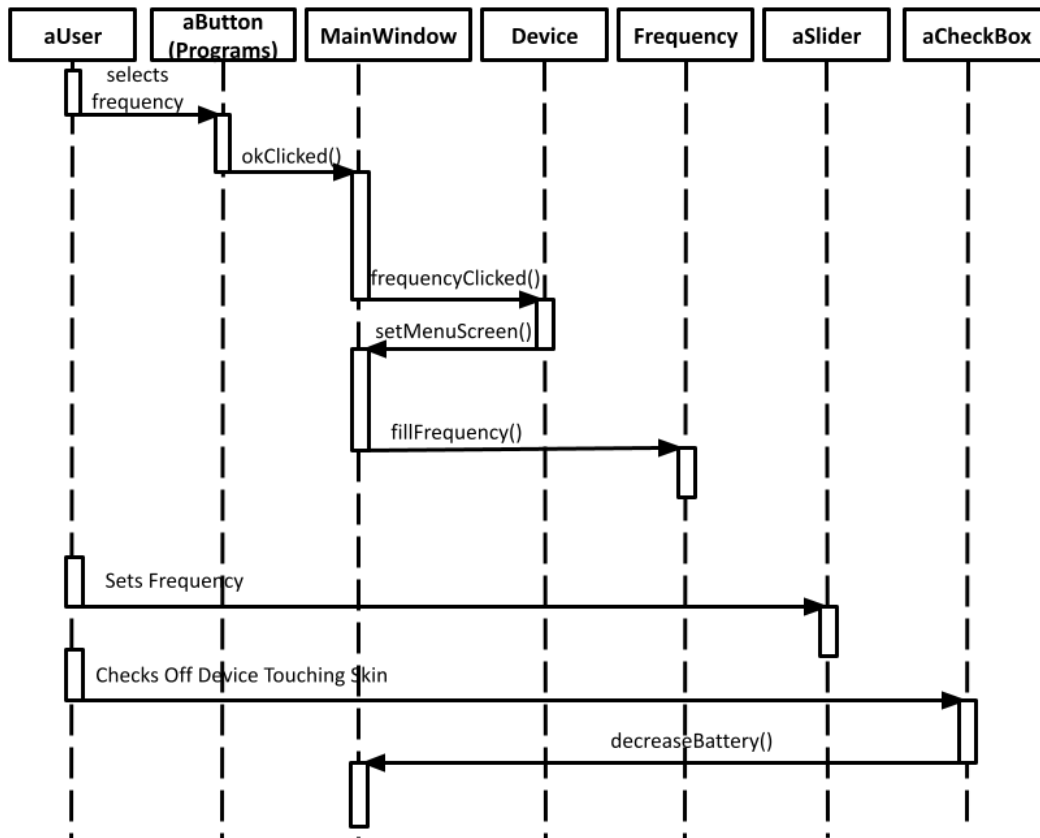 aUser
aButton
(Programs)
MainWindow
Device
Frequency
aSlider
aCheckBox
selects
frequency
okClicked()
frequencyClicked()
setMenuScreen()
fillFrequency()
Sets Frequency
Checks Off Device Touching Skin
decreaseBattery()